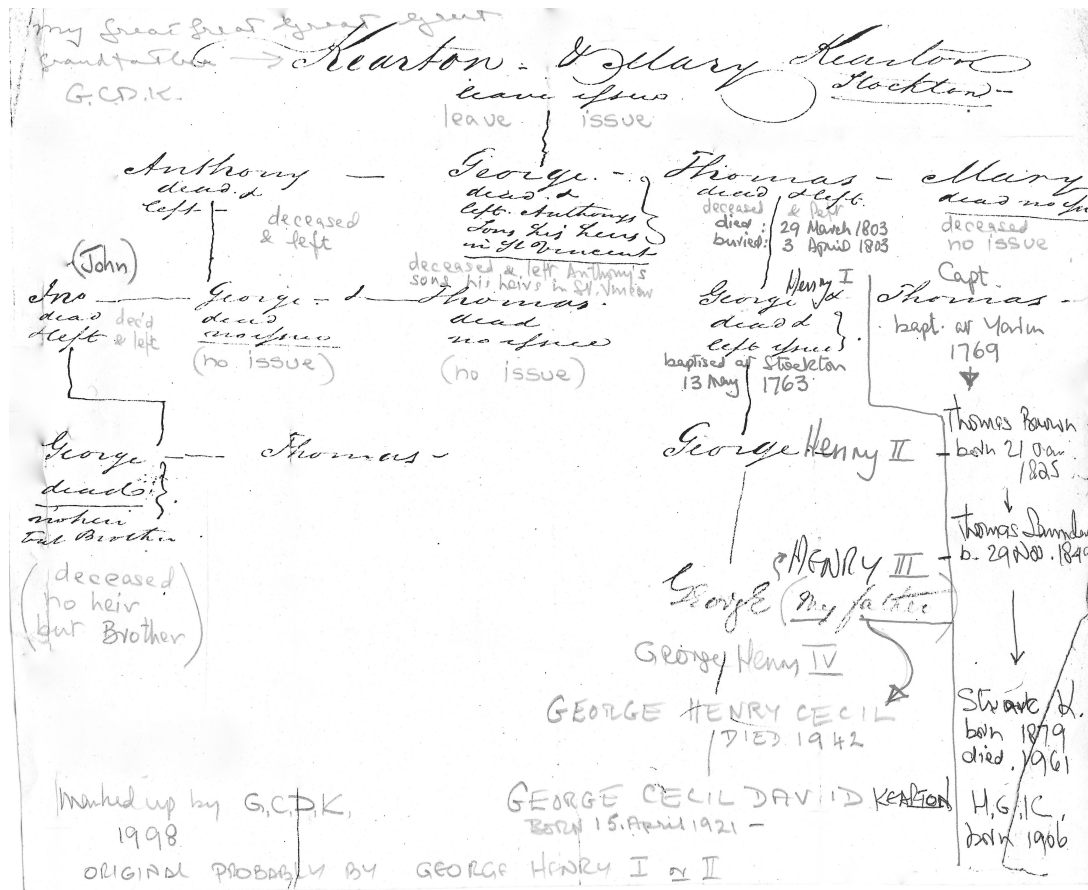 My Great Great Great Great
grandfather →
G.C.D.K.
Kearton - & Mary Kearton
Stockton -
leave issue
leave issue
Anthony — George. - Thomas - Mary
dead &
left -
deceased
& left
dead &
left Anthonys
Sons his heirs
in St Vincent
deceased & left Anthony's
sons his heirs in St. Vincent
dead & left
deceased & left
died: 29 March 1803
buried: 3 April 1803
dead no issue
deceased
no issue
(John)
Jno — George - & — Thomas.
dead
& left
dec'd
& left
dead
no issue
(no issue)
dead
no issue
(no issue)
George Henry I &
dead &
left issue
baptised at Stockton
13 May 1763
Capt.
Thomas -
bapt. at Yarm
1769
George — Thomas -
dead
no heir
but Brother
(deceased
no heir
but Brother)
George Henry II
Thomas Brown
born 21
1825
HENRY III
George (my father)
Thomas
b. 29 Nov. 184
George Henry IV
GEORGE HENRY CECIL
DIED 1942
Stuart K.
born 1879
died 1961
GEORGE CECIL DAVID KEARTON
BORN 15. April 1921 -
H.G.K.
born 1906
Marked up by G.C.D.K.
1998
ORIGINAL PROBABLY BY GEORGE HENRY I or II